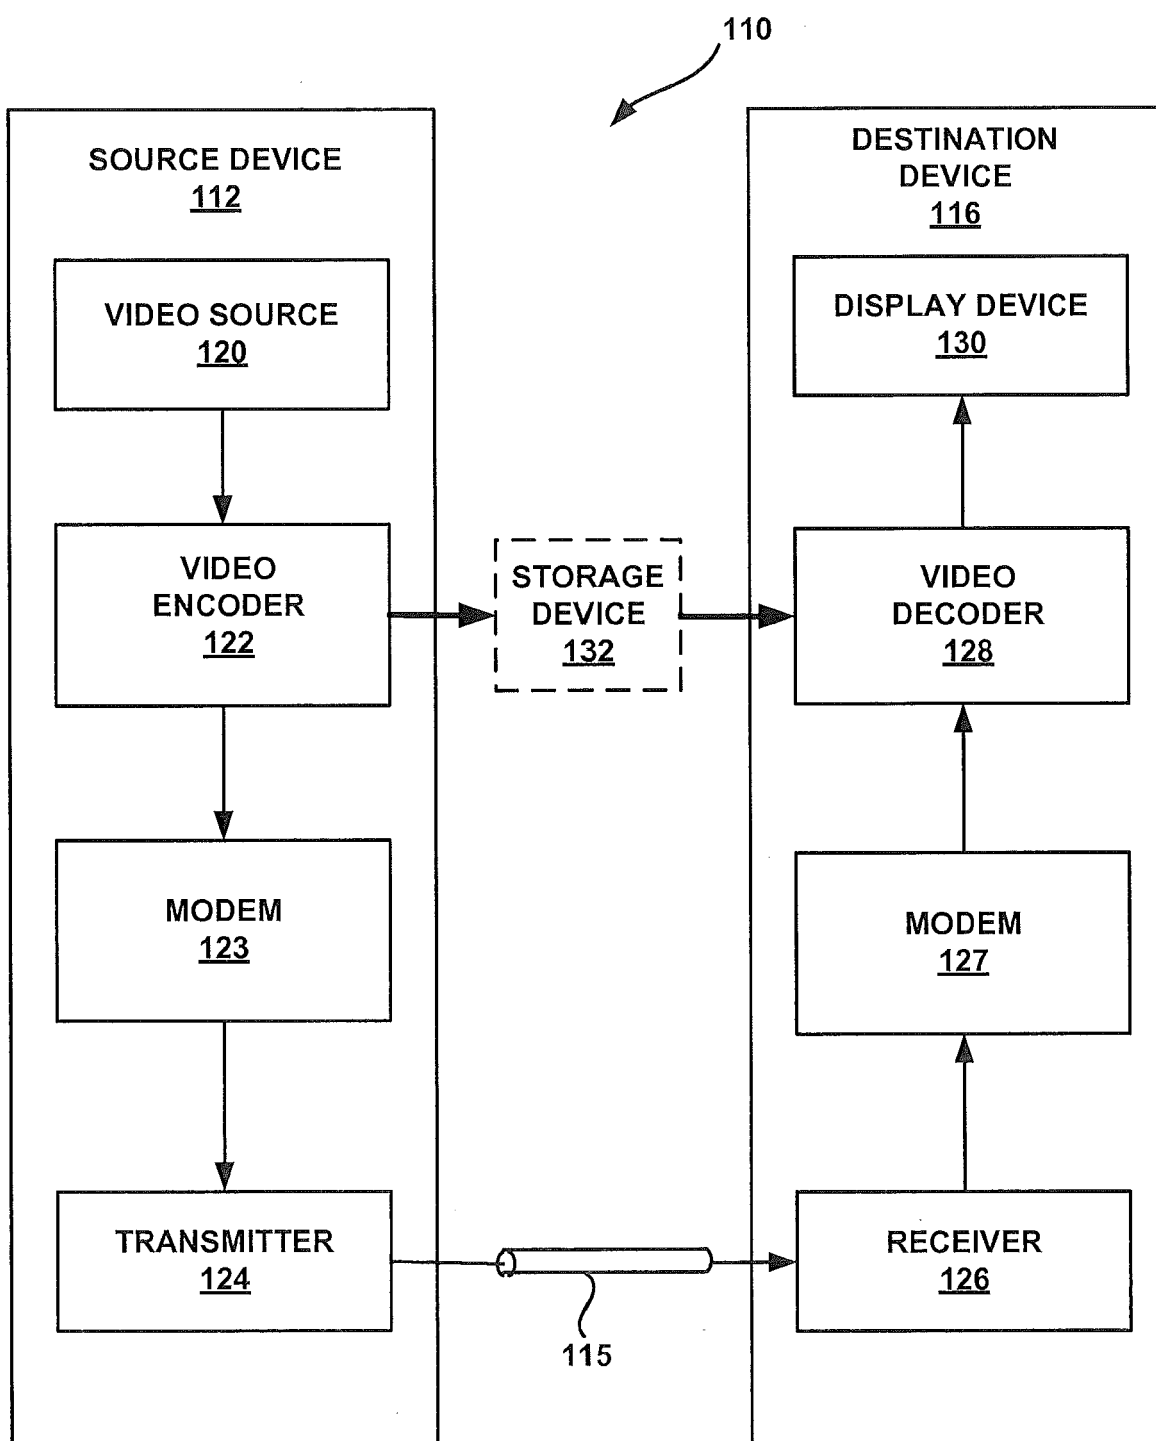 110
SOURCE DEVICE
112
VIDEO SOURCE
120
VIDEO
ENCODER
122
MODEM
123
TRANSMITTER
124
STORAGE
DEVICE
132
115
DESTINATION
DEVICE
116
DISPLAY DEVICE
130
VIDEO
DECODER
128
MODEM
127
RECEIVER
126